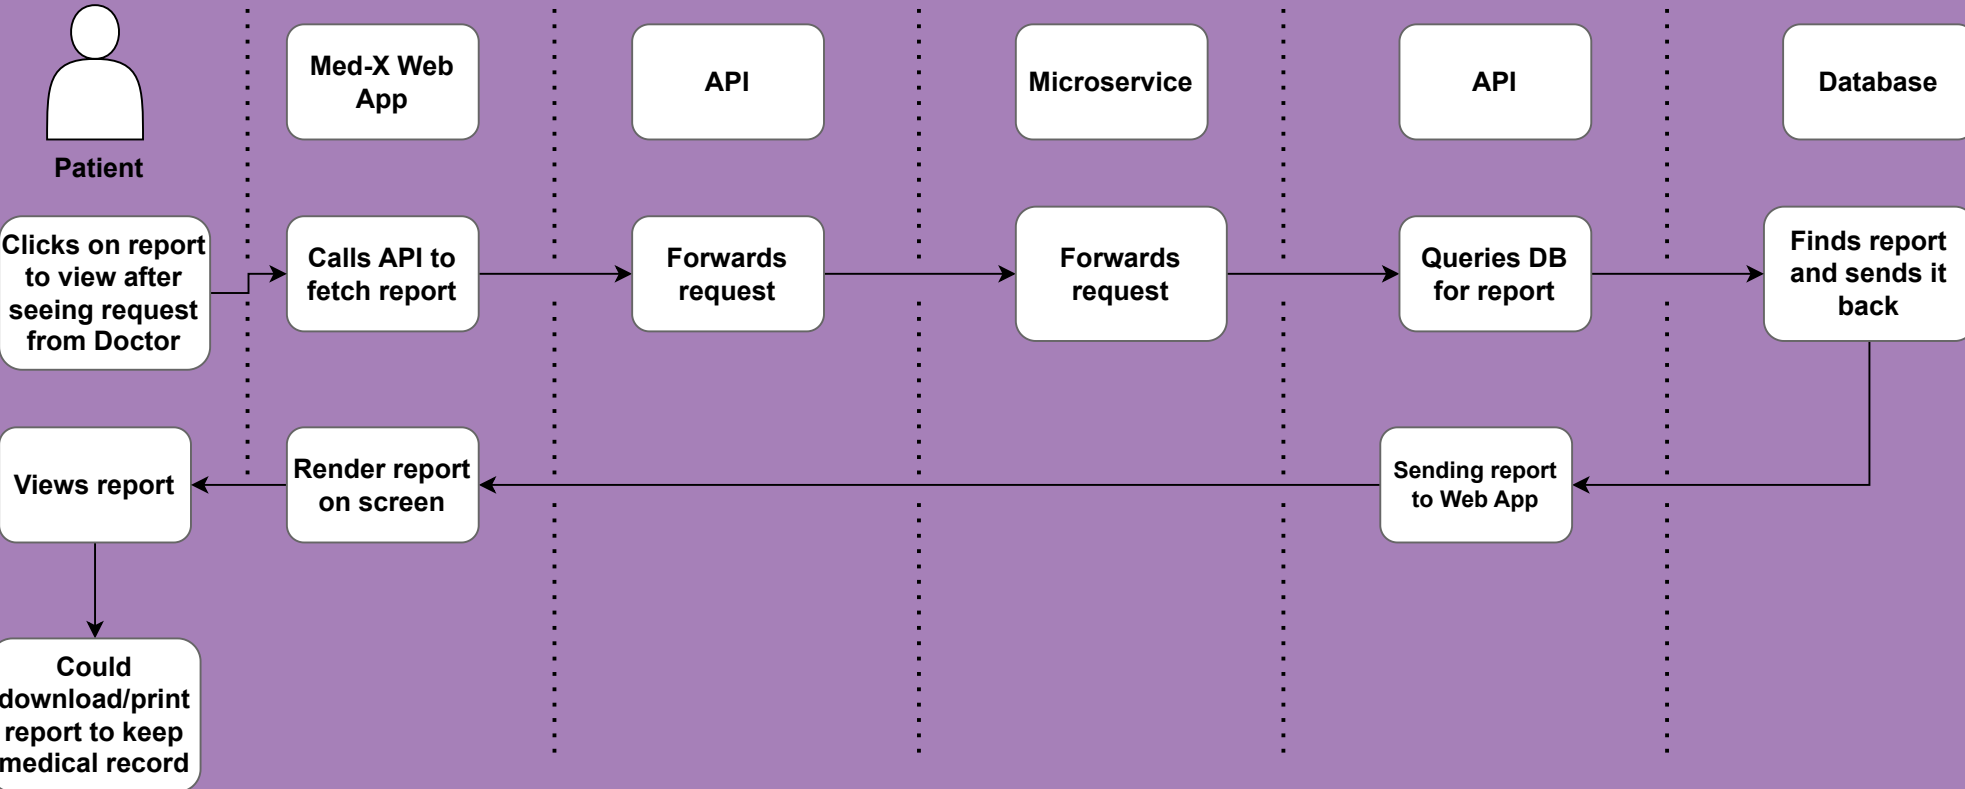 Med-X Web
App
API
Microservice
API
Database
Patient
Clicks on report
to view after
seeing request
from Doctor
Calls API to
fetch report
Forwards
request
Forwards
request
Queries DB
for report
Finds report
and sends it
back
Views report
Render report
on screen
Sending report
to Web App
Could
download/print
report to keep
medical record